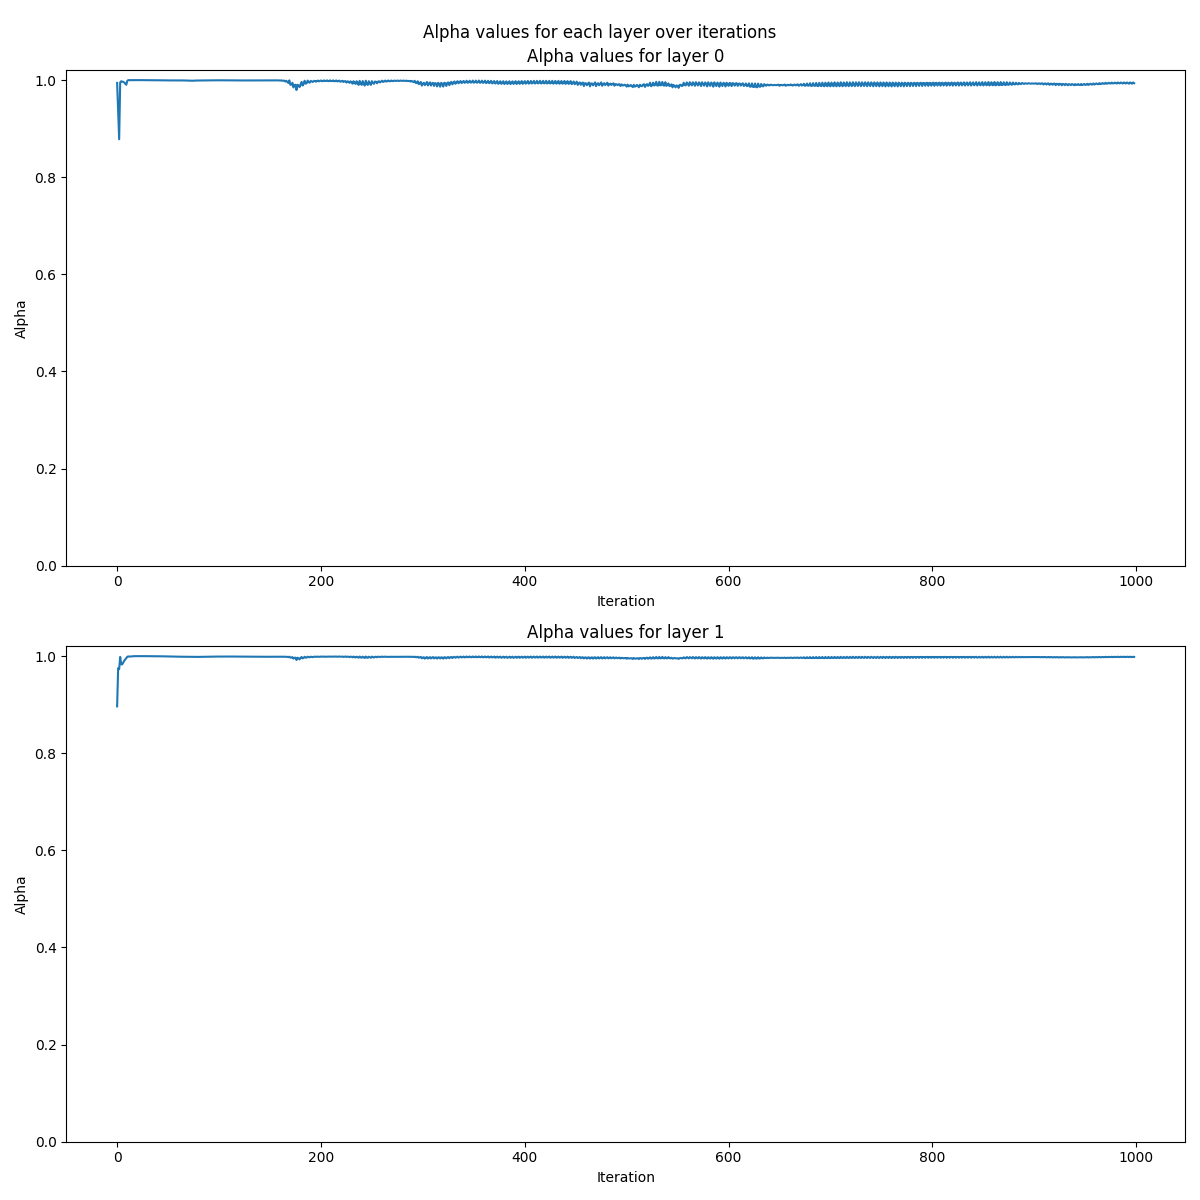 Alpha values for each layer over iterations
Alpha values for layer 0
1.0
0.8
0.6
0.4
0.2
0.0
Alpha
0 200 400 600 800 1000
Iteration
Alpha values for layer 1
1.0
0.8
0.6
0.4
0.2
0.0
Alpha
0 200 400 600 800 1000
Iteration